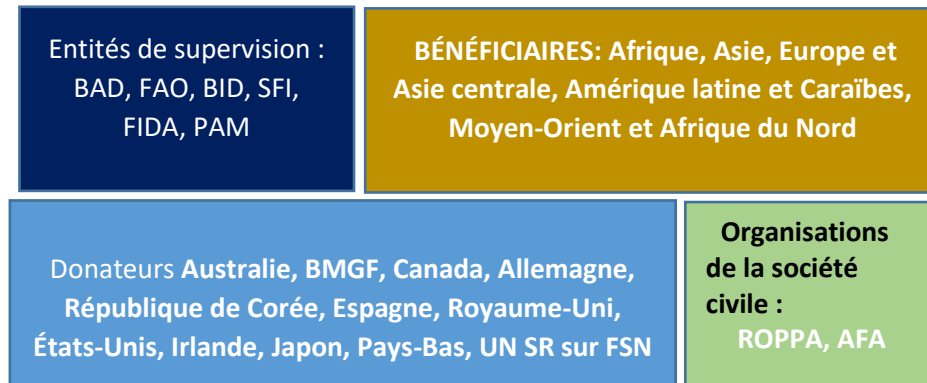 Entités de supervision :
BAD, FAO, BID, SFI,
FIDA, PAM
BÉNÉFICIAIRES: Afrique, Asie, Europe et
Asie centrale, Amérique latine et Caraïbes,
Moyen-Orient et Afrique du Nord
Donateurs Australie, BMGF, Canada, Allemagne,
République de Corée, Espagne, Royaume-Uni,
États-Unis, Irlande, Japon, Pays-Bas, UN SR sur FSN
Organisations
de la société
civile :
ROPPA, AFA